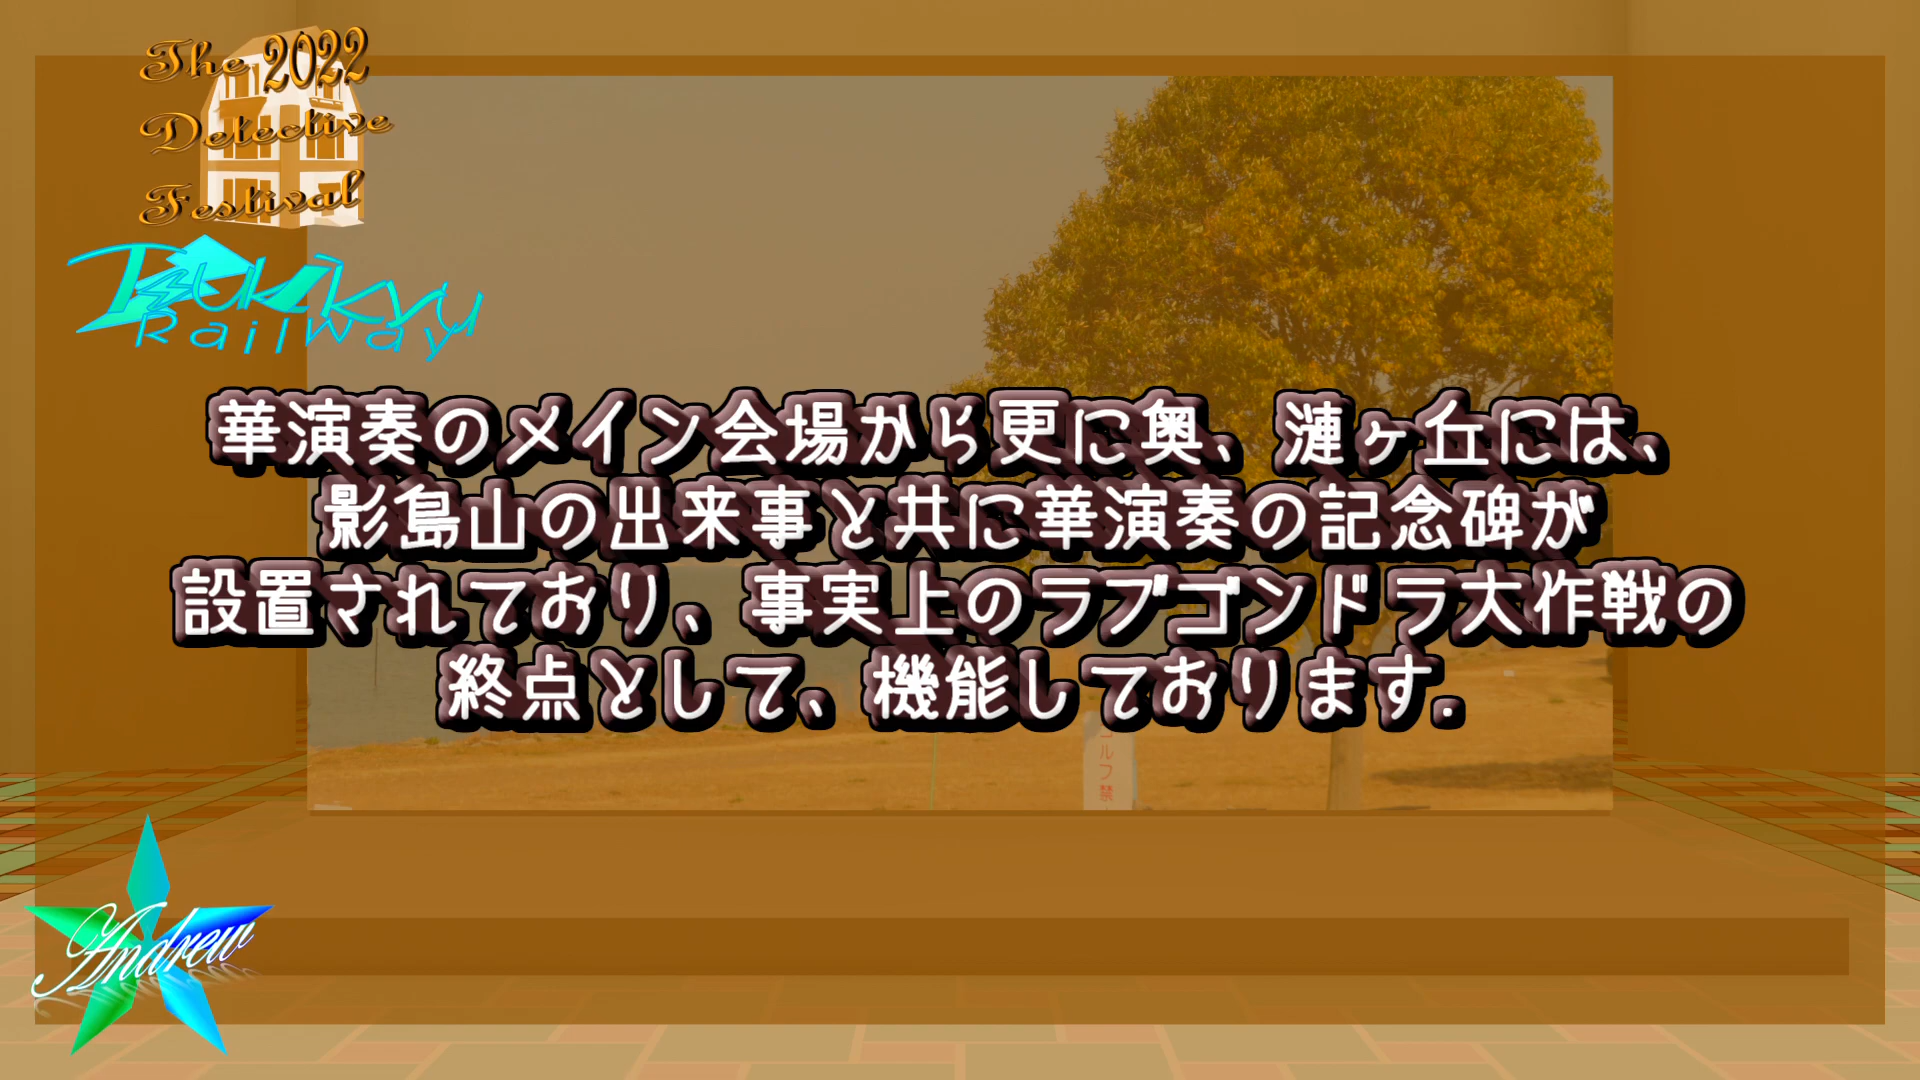 The 2022
Detective
Festival
Tsukikyu
Railway
華演奏のメイン会場から更に奥、漣ヶ丘には、
影島山の出来事と共に華演奏の記念碑が
設置されており、事実上のラブゴンドラ大作戦の
終点として、機能しております.
ゴルフ禁
Andrew